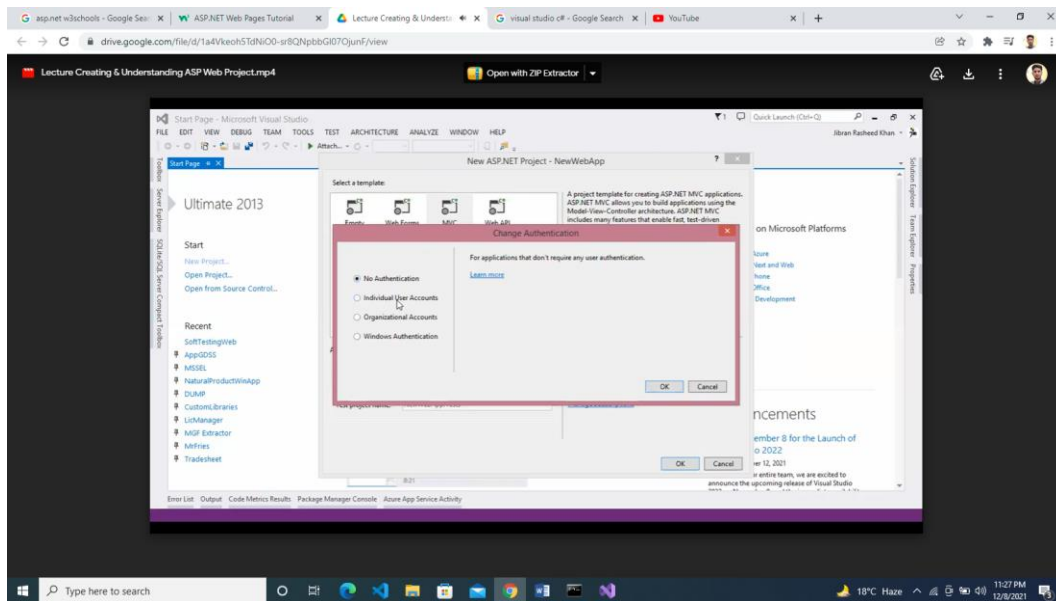 asp.net w3schools - Google Sear
ASP.NET Web Pages Tutorial
Lecture Creating & Understa
visual studio c# - Google Search
YouTube
drive.google.com/file/d/1a4Vkeoh5TdNiO0-sr8QNpbbGl07OjunF/view
Lecture Creating & Understanding ASP Web Project.mp4
Open with ZIP Extractor
Start Page - Microsoft Visual Studio
Quick Launch (Ctrl+Q)
FILE EDIT VIEW DEBUG TEAM TOOLS TEST ARCHITECTURE ANALYZE WINDOW HELP
Jibran Rasheed Khan
Attach...
Start Page
New ASP.NET Project - NewWebApp
Toolbox
Server Explorer
SQLite/SQL Server Compact Toolbox
Solution Explorer
Team Explorer
Properties
Ultimate 2013
Start
New Project...
Open Project...
Open from Source Control...
Recent
SoftTestingWeb
AppGDSS
MSSEL
NaturalProductWinApp
DUMP
CustomLibraries
LicManager
MGF Extractor
MrFries
Tradesheet
Select a template:
Empty Web Forms MVC Web API
A project template for creating ASP.NET MVC applications.
ASP.NET MVC allows you to build applications using the
Model-View-Controller architecture. ASP.NET MVC
includes many features that enable fast, test-driven
Change Authentication
No Authentication
Individual User Accounts
Organizational Accounts
Windows Authentication
For applications that don't require any user authentication.
Learn more
OK Cancel
OK Cancel
on Microsoft Platforms
Azure
Office
Development
ncements
ember 8 for the Launch of
o 2022
er 12, 2021
r entire team, we are excited to
announce the upcoming release of Visual Studio
Error List Output Code Metrics Results Package Manager Console Azure App Service Activity
Type here to search
18°C Haze
11:27 PM
12/8/2021